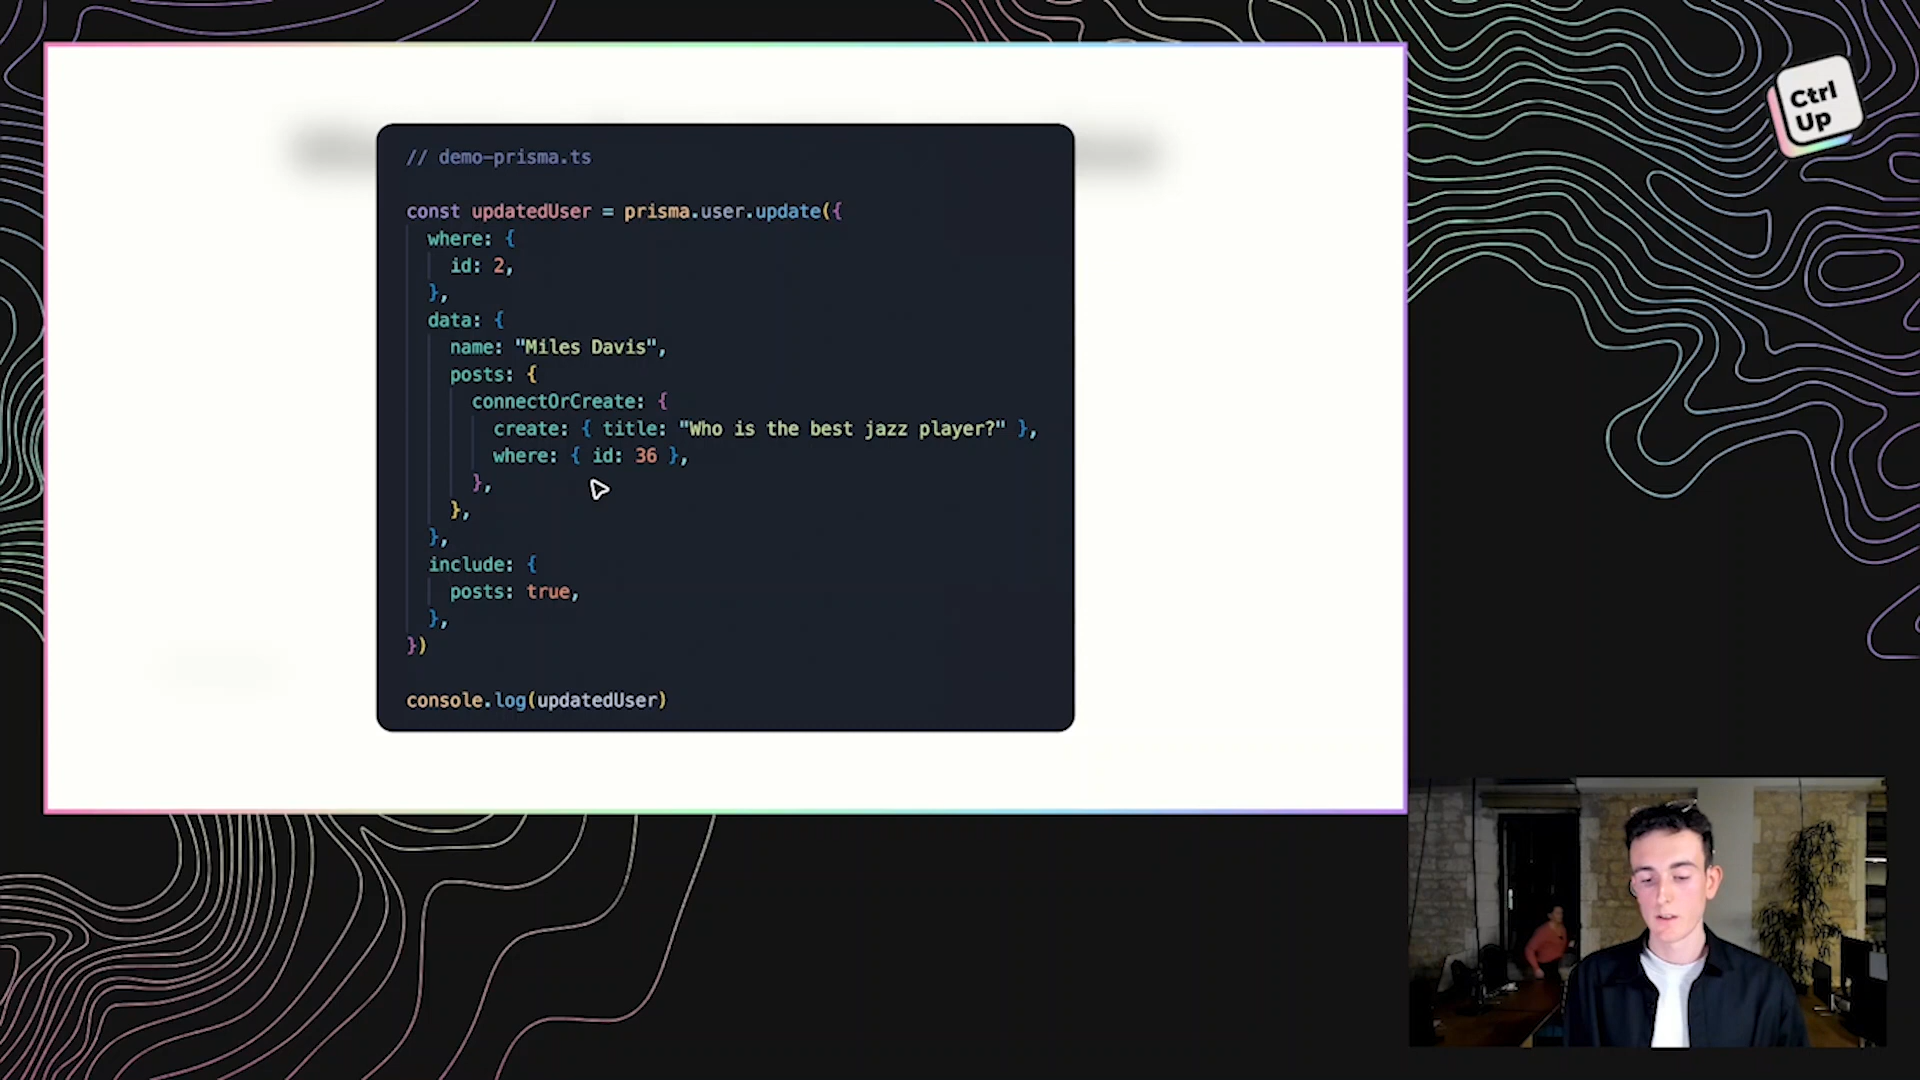 // demo-prisma.ts
const updatedUser = prisma.user.update({
where: {
id: 2,
},
data: {
name: "Miles Davis",
posts: {
connectOrCreate: {
create: { title: "Who is the best jazz player?" },
where: { id: 36 },
},
},
},
include: {
posts: true,
},
})
console.log(updatedUser)
Ctrl
Up